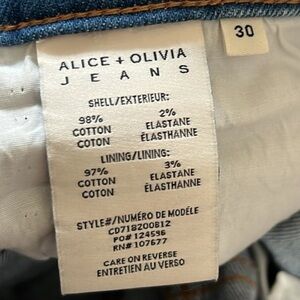 ALICE + OLIVIA
JEANS
30
SHELL/EXTERIEUR:
98% 2%
COTTON ELASTANE
COTON ÉLASTHANNE
LINING/LINING:
97% 3%
COTTON ELASTANE
COTON ÉLASTHANNE
STYLE#/NUMÉRO DE MODÈLE
CD718200812
PO# 124596
RN# 107677
CARE ON REVERSE
ENTRETIEN AU VERSO